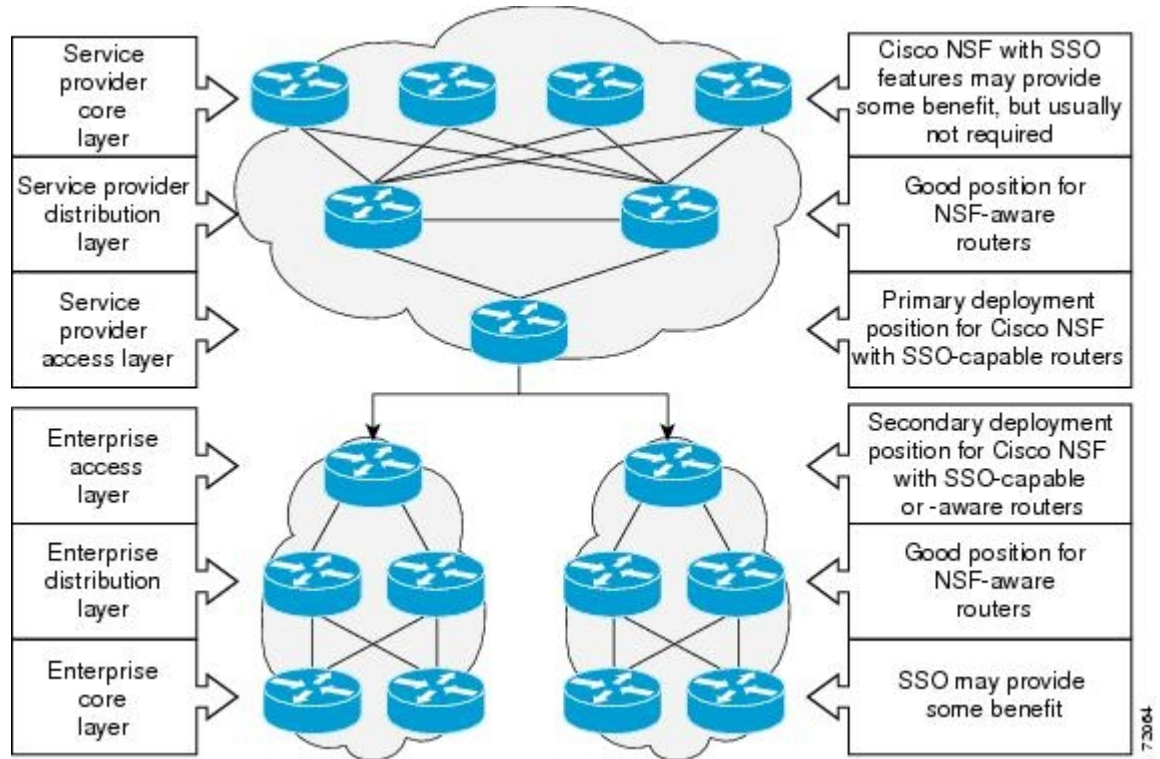 Service
provider
core
layer
Cisco NSF with SSO
features may provide
some benefit, but usually
not required
Service provider
distribution
layer
Good position for
NSF-aware
routers
Service
provider
access layer
Primary deployment
position for Cisco NSF
with SSO-capable routers
Enterprise
access
layer
Secondary deployment
position for Cisco NSF
with SSO-capable
or -aware routers
Enterprise
distribution
layer
Good position for
NSF-aware
routers
Enterprise
core
layer
SSO may provide
some benefit
72064